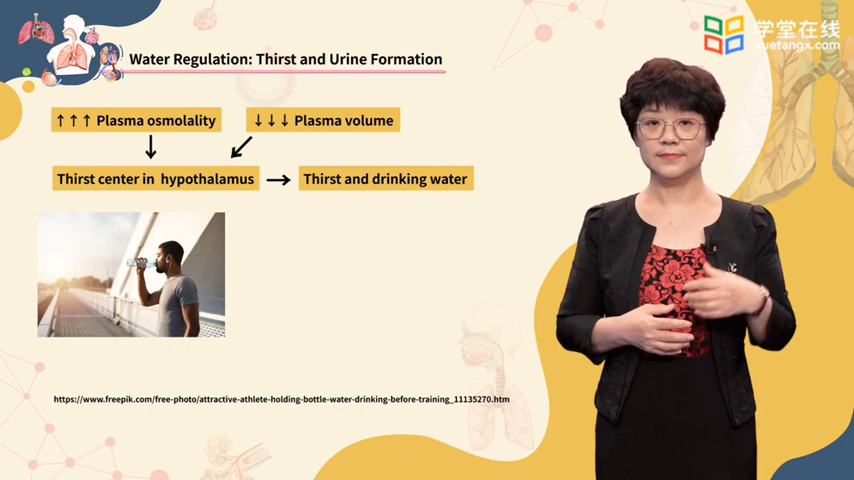 学堂在线
xuetangx.com
Water Regulation: Thirst and Urine Formation
↑↑↑ Plasma osmolality
↓↓↓ Plasma volume
Thirst center in hypothalamus
Thirst and drinking water
https://www.freepik.com/free-photo/attractive-athlete-holding-bottle-water-drinking-before-training_11135270.htm